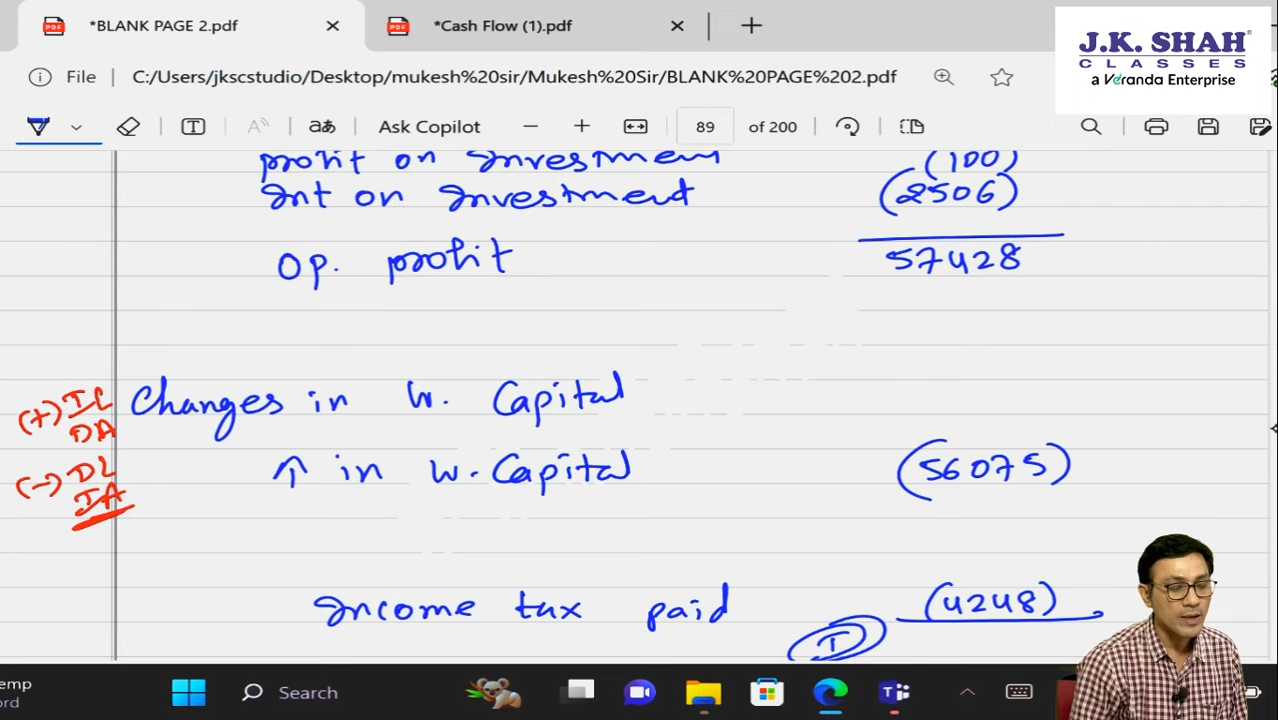 *BLANK PAGE 2.pdf
*Cash Flow (1).pdf
J.K. SHAH®
CLASSES
a Veranda Enterprise
File C:/Users/jkscstudio/Desktop/mukesh%20sir/Mukesh%20Sir/BLANK%20PAGE%202.pdf
Ask Copilot 89 of 200
profit on Investment (100)
Int on Investment (2506)
Op. profit 57428
(+) IL Changes in W. Capital
DA
(-) DL ↑ in W. Capital (56075)
IA
Income tax paid (4248)
I
emp
ord
Search